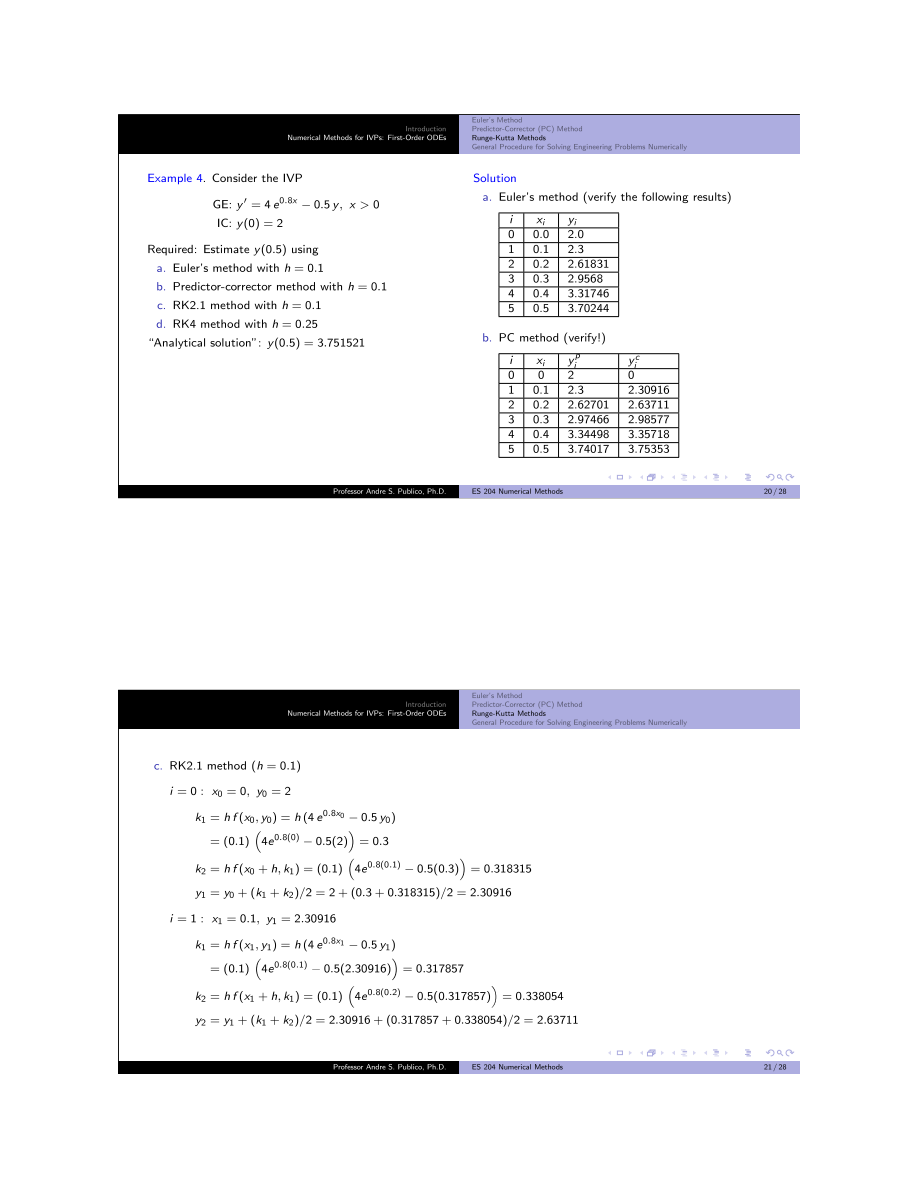 Introduction
Numerical Methods for IVPs: First-Order ODEs
Euler's Method
Predictor-Corrector (PC) Method
Runge-Kutta Methods
General Procedure for Solving Engineering Problems Numerically
Example 4. Consider the IVP
GE: y′ = 4 e^{0.8x} − 0.5 y, x > 0
IC: y(0) = 2
Required: Estimate y(0.5) using
a. Euler's method with h = 0.1
b. Predictor-corrector method with h = 0.1
c. RK2.1 method with h = 0.1
d. RK4 method with h = 0.25
“Analytical solution”: y(0.5) = 3.751521
Solution
a. Euler's method (verify the following results)
i x_i y_i
0 0.0 2.0
1 0.1 2.3
2 0.2 2.61831
3 0.3 2.9568
4 0.4 3.31746
5 0.5 3.70244
b. PC method (verify!)
i x_i y_i^p y_i^c
0 0 2 0
1 0.1 2.3 2.30916
2 0.2 2.62701 2.63711
3 0.3 2.97466 2.98577
4 0.4 3.34498 3.35718
5 0.5 3.74017 3.75353
Professor Andre S. Publico, Ph.D.
ES 204 Numerical Methods
20 / 28
Introduction
Numerical Methods for IVPs: First-Order ODEs
Euler's Method
Predictor-Corrector (PC) Method
Runge-Kutta Methods
General Procedure for Solving Engineering Problems Numerically
c. RK2.1 method (h = 0.1)
i = 0 : x_0 = 0, y_0 = 2
k_1 = h f(x_0, y_0) = h (4 e^{0.8x_0} − 0.5 y_0)
= (0.1) (4e^{0.8(0)} − 0.5(2)) = 0.3
k_2 = h f(x_0 + h, k_1) = (0.1) (4e^{0.8(0.1)} − 0.5(0.3)) = 0.318315
y_1 = y_0 + (k_1 + k_2)/2 = 2 + (0.3 + 0.318315)/2 = 2.30916
i = 1 : x_1 = 0.1, y_1 = 2.30916
k_1 = h f(x_1, y_1) = h (4 e^{0.8x_1} − 0.5 y_1)
= (0.1) (4e^{0.8(0.1)} − 0.5(2.30916)) = 0.317857
k_2 = h f(x_1 + h, k_1) = (0.1) (4e^{0.8(0.2)} − 0.5(0.317857)) = 0.338054
y_2 = y_1 + (k_1 + k_2)/2 = 2.30916 + (0.317857 + 0.338054)/2 = 2.63711
Professor Andre S. Publico, Ph.D.
ES 204 Numerical Methods
21 / 28